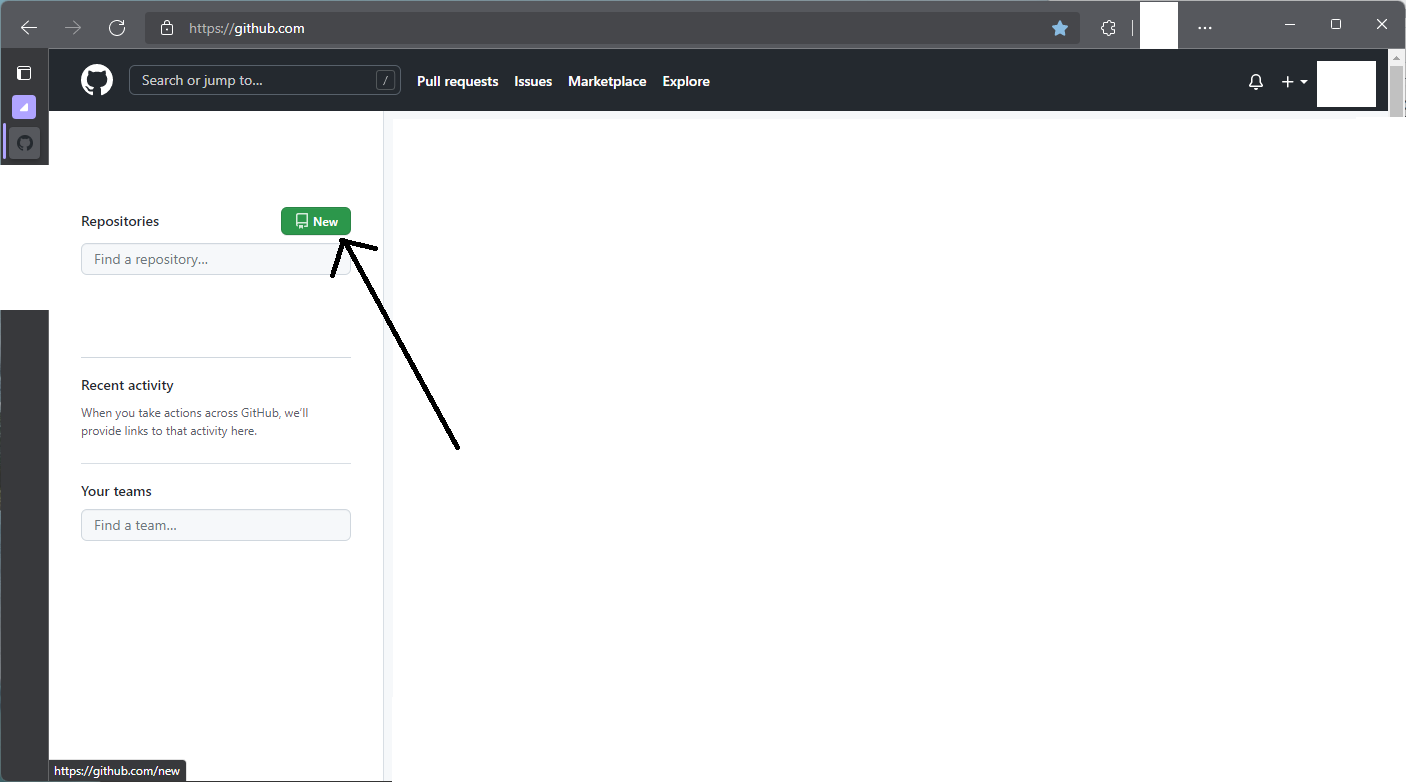 https://github.com
Search or jump to... /
Pull requests
Issues
Marketplace
Explore
Repositories
New
Find a repository...
Recent activity
When you take actions across GitHub, we'll
provide links to that activity here.
Your teams
Find a team...
https://github.com/new